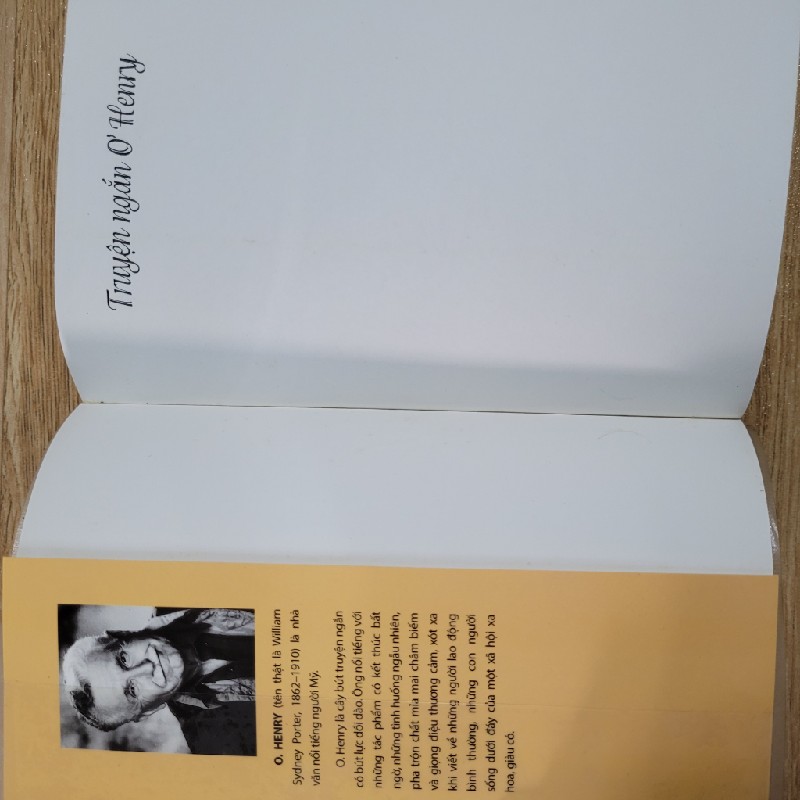 Truyện ngắn O' Henry
O. HENRY (tên thật là William
Sydney Porter, 1862–1910) là nhà
văn nổi tiếng người Mỹ.
O. Henry là cây bút truyện ngắn
có bút lực dồi dào. Ông nổi tiếng với
những tác phẩm có kết thúc bất
ngờ, những tình huống ngẫu nhiên,
pha trộn chất mỉa mai châm biếm
và giọng điệu thương cảm, xót xa
khi viết về những người lao động
bình thường, những con người
sống dưới đáy của một xã hội xa
hoa, giàu có.